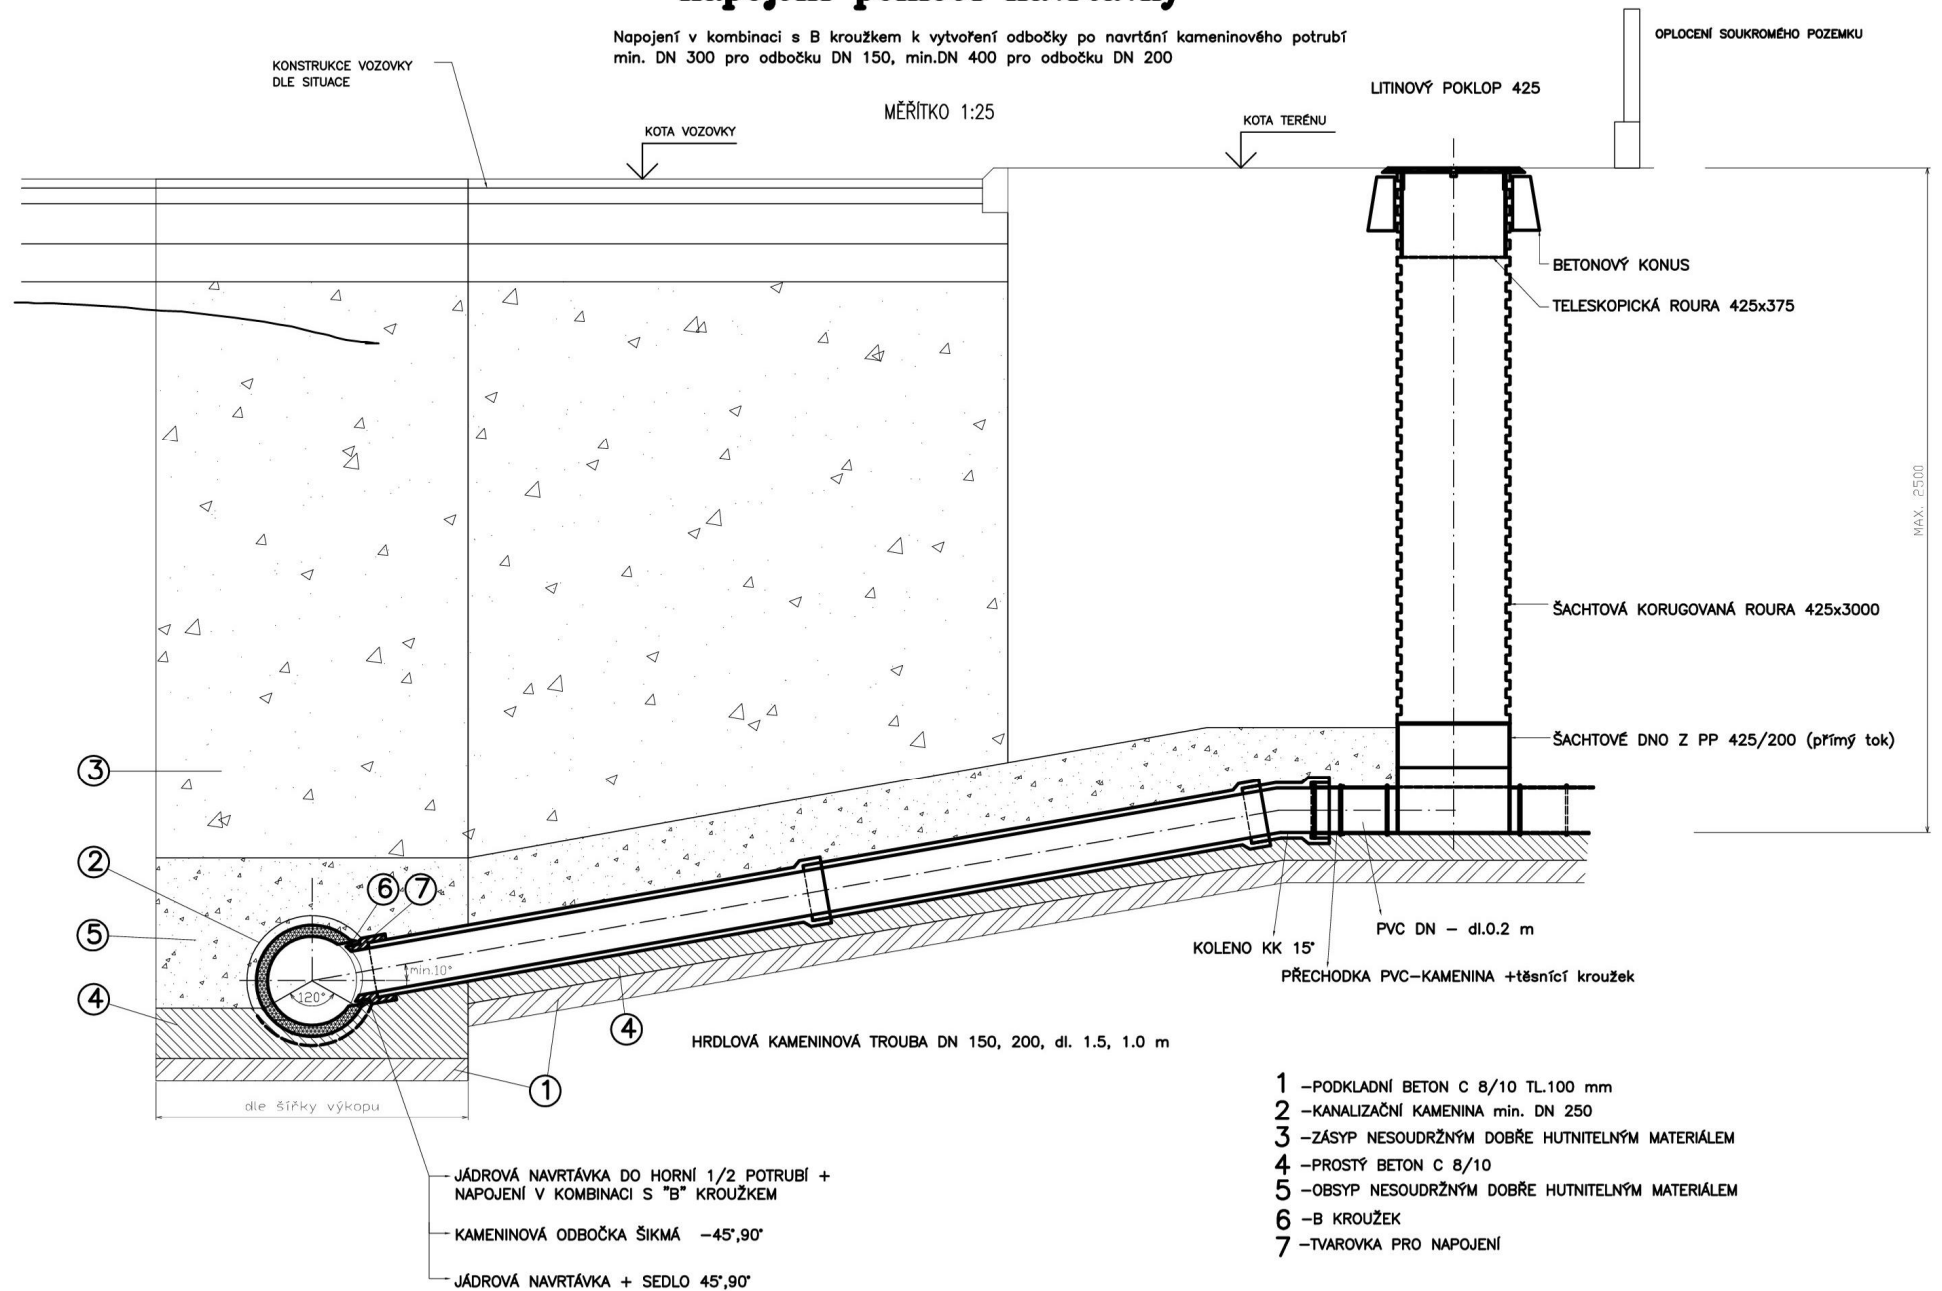 Napojení pomocí navrtávky
Napojení v kombinaci s B kroužkem k vytvoření odbočky po navrtání kameninového potrubí
min. DN 300 pro odbočku DN 150, min.DN 400 pro odbočku DN 200
MĚŘÍTKO 1:25
KONSTRUKCE VOZOVKY
DLE SITUACE
KOTA VOZOVKY
KOTA TERÉNU
LITINOVÝ POKLOP 425
OPLOCENÍ SOUKROMÉHO POZEMKU
BETONOVÝ KONUS
TELESKOPICKÁ ROURA 425x375
MAX. 2500
ŠACHTOVÁ KORUGOVANÁ ROURA 425x3000
ŠACHTOVÉ DNO Z PP 425/200 (přímý tok)
3
2
6
7
5
4
min.10°
120°
4
1
PVC DN – dl.0.2 m
KOLENO KK 15°
PŘECHODKA PVC–KAMENINA +těsnící kroužek
HRDLOVÁ KAMENINOVÁ TROUBA DN 150, 200, dl. 1.5, 1.0 m
dle šířky výkopu
JÁDROVÁ NAVRTÁVKA DO HORNÍ 1/2 POTRUBÍ +
NAPOJENÍ V KOMBINACI S "B" KROUŽKEM
KAMENINOVÁ ODBOČKA ŠIKMÁ –45°,90°
JÁDROVÁ NAVRTÁVKA + SEDLO 45°,90°
1 –PODKLADNÍ BETON C 8/10 TL.100 mm
2 –KANALIZAČNÍ KAMENINA min. DN 250
3 –ZÁSYP NESOUDRŽNÝM DOBŘE HUTNITELNÝM MATERIÁLEM
4 –PROSTÝ BETON C 8/10
5 –OBSYP NESOUDRŽNÝM DOBŘE HUTNITELNÝM MATERIÁLEM
6 –B KROUŽEK
7 –TVAROVKA PRO NAPOJENÍ